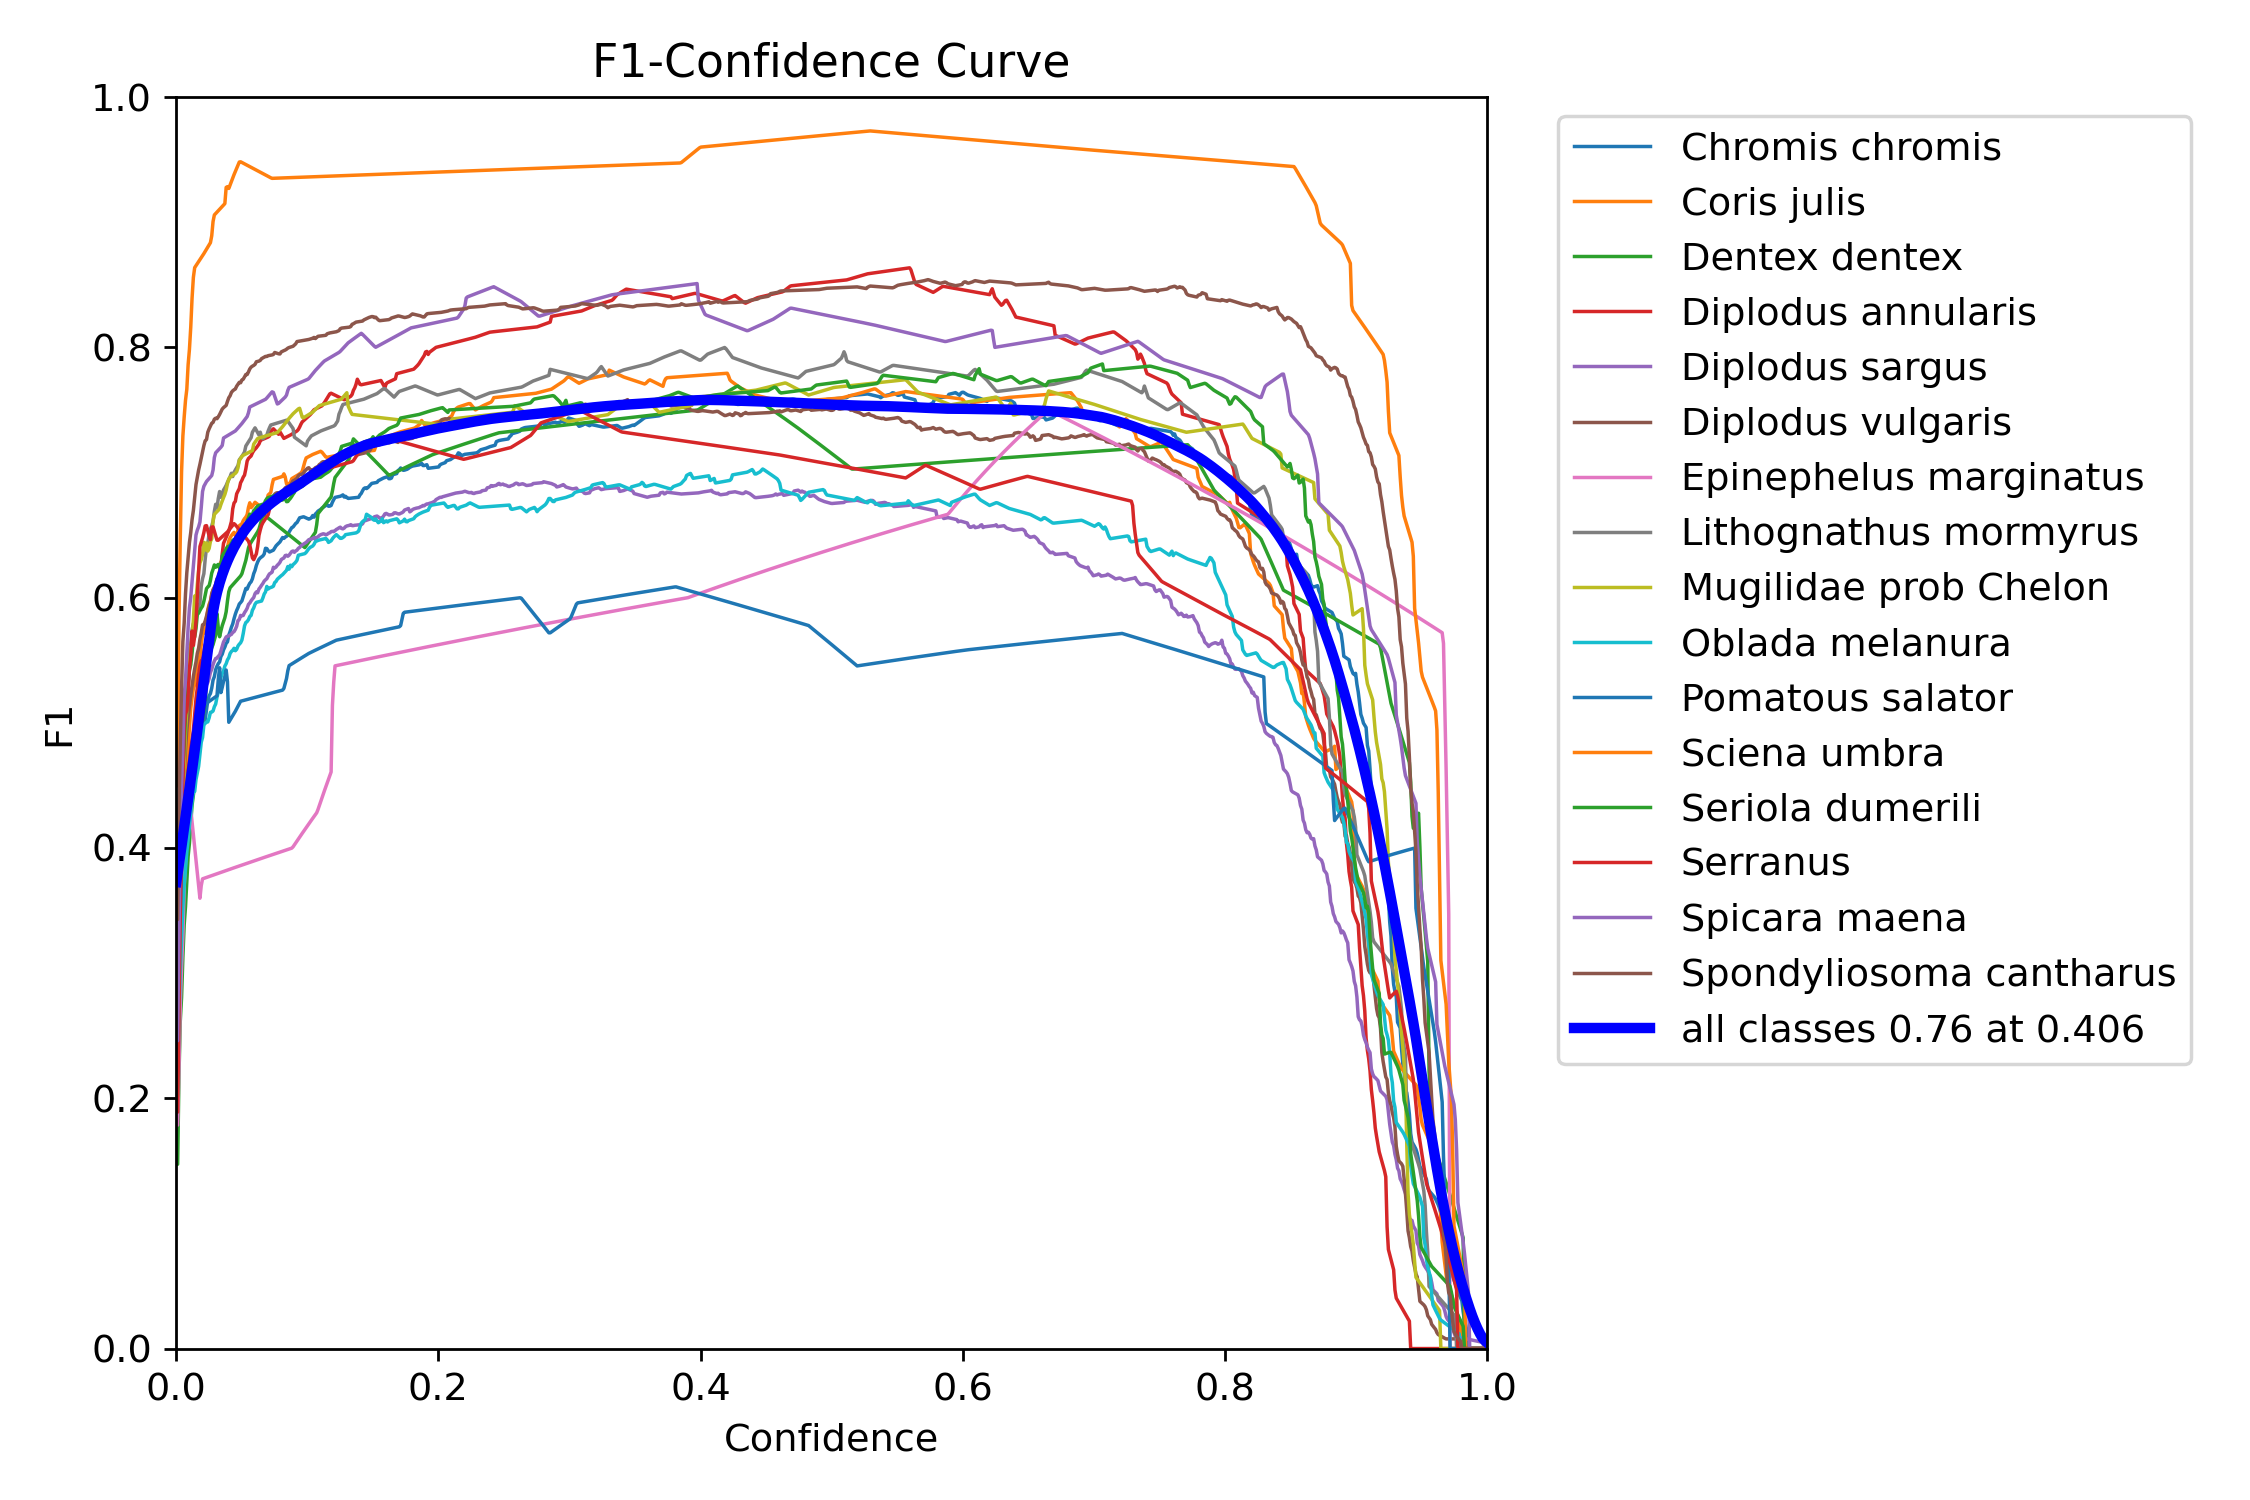 F1-Confidence Curve
1.0
0.8
0.6
0.4
0.2
0.0
F1
0.0 0.2 0.4 0.6 0.8 1.0
Confidence
Chromis chromis
Coris julis
Dentex dentex
Diplodus annularis
Diplodus sargus
Diplodus vulgaris
Epinephelus marginatus
Lithognathus mormyrus
Mugilidae prob Chelon
Oblada melanura
Pomatous salator
Sciena umbra
Seriola dumerili
Serranus
Spicara maena
Spondyliosoma cantharus
all classes 0.76 at 0.406